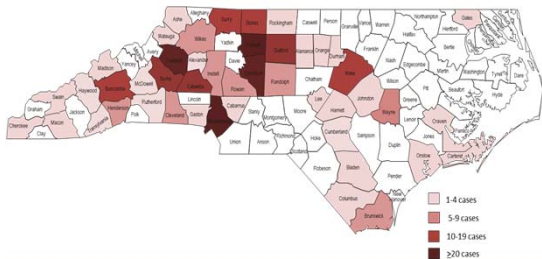 Ashe
Alleghany
Surry
Stokes
Rockingham
Caswell
Person
Granville
Vance
Warren
Northampton
Gates
Halifax
Hertford
Watauga
Wilkes
Yadkin
Guilford
Alamance
Orange
Durham
Franklin
Bertie
Avery
Mitchell
Yancey
Madison
Alexander
Davie
Iredell
Nash
Edgecombe
Martin
Washington
Tyrrell
Dare
Wake
Chatham
Randolph
Rowan
Wilson
Pitt
Beaufort
Hyde
Burke
Catawba
McDowell
Buncombe
Haywood
Swain
Graham
Lincoln
Rutherford
Henderson
Polk
Cleveland
Gaston
Cabarrus
Stanly
Montgomery
Moore
Lee
Harnett
Johnston
Wayne
Greene
Lenoir
Craven
Pamlico
Jones
Carteret
Onslow
Cherokee
Clay
Macon
Jackson
Transylvania
Union
Anson
Richmond
Scotland
Hoke
Cumberland
Sampson
Duplin
Robeson
Bladen
Pender
New
Hanover
Columbus
Brunswick
1-4 cases
5-9 cases
10-19 cases
≥20 cases